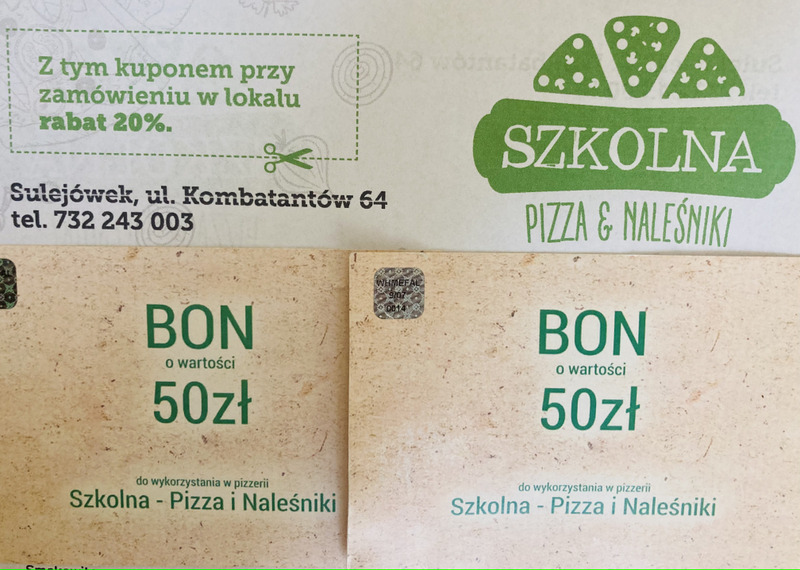 Z tym kuponem przy
zamówieniu w lokalu
rabat 20%.
Sulejówek, ul. Kombatantów 64
tel. 732 243 003
SZKOLNA
PIZZA & NALEŚNIKI
BON
o wartości
50zł
do wykorzystania w pizzerii
Szkolna - Pizza i Naleśniki
BON
o wartości
50zł
do wykorzystania w pizzerii
Szkolna - Pizza i Naleśniki